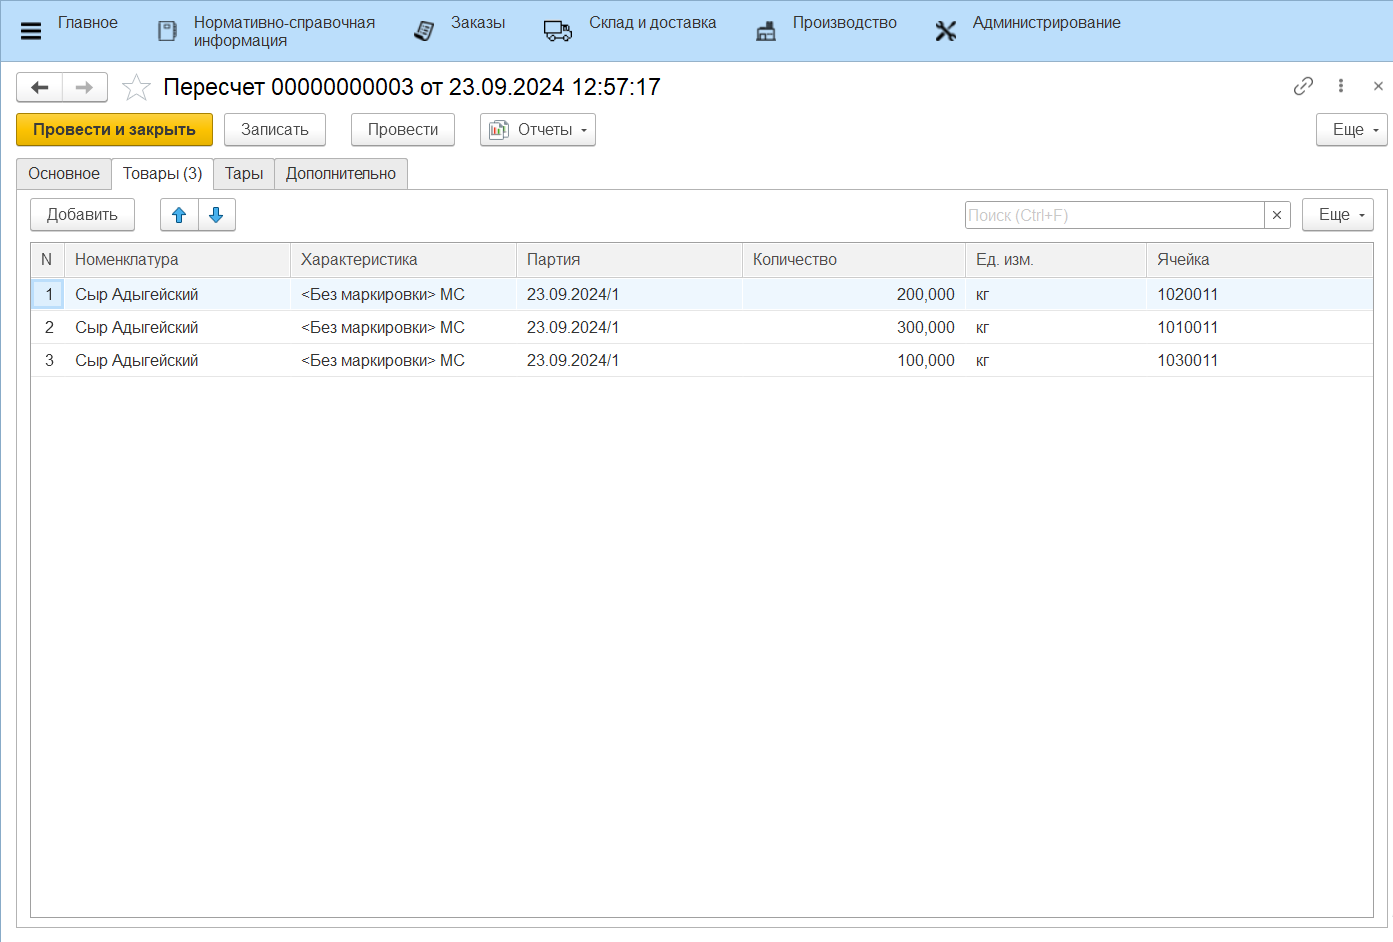 Главное
Нормативно-справочная
информация
Заказы
Склад и доставка
Производство
Администрирование
Пересчет 00000000003 от 23.09.2024 12:57:17
Провести и закрыть
Записать
Провести
Отчеты
Еще
Основное
Товары (3)
Тары
Дополнительно
Добавить
Поиск (Ctrl+F)
Еще
N Номенклатура Характеристика Партия Количество Ед. изм. Ячейка
1 Сыр Адыгейский <Без маркировки> МС 23.09.2024/1 200,000 кг 1020011
2 Сыр Адыгейский <Без маркировки> МС 23.09.2024/1 300,000 кг 1010011
3 Сыр Адыгейский <Без маркировки> МС 23.09.2024/1 100,000 кг 1030011